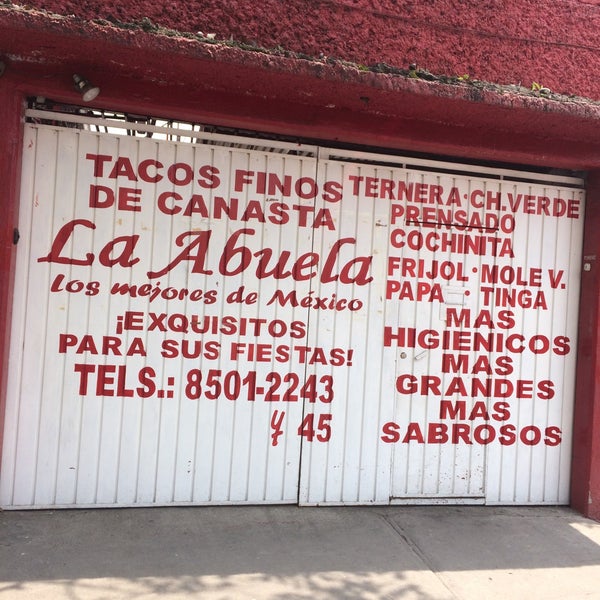 TACOS FINOS
DE CANASTA
La Abuela
Los mejores de México
¡EXQUISITOS
PARA SUS FIESTAS!
TELS.: 8501-2243
y 45
TERNERA·CH.VERDE
PRENSADO
COCHINITA
FRIJOL·MOLE V.
PAPA·TINGA
MAS
HIGIENICOS
MAS
GRANDES
MAS
SABROSOS